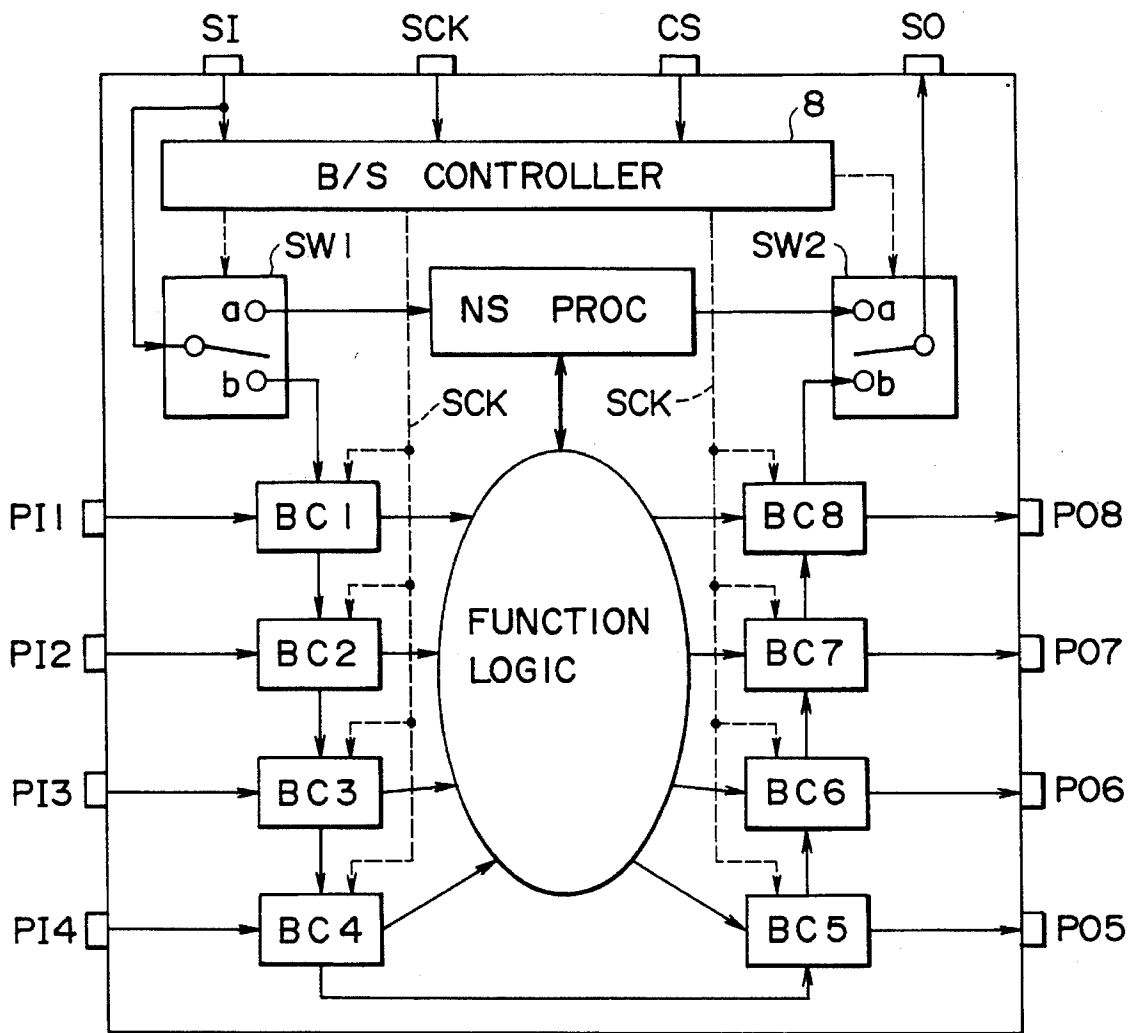 SI SCK CS SO
8
B/S CONTROLLER
SW1 SW2
a NS PROC a
b b
SCK SCK
PI1 BC1 BC8 PO8
PI2 BC2 FUNCTION BC7 PO7
LOGIC
PI3 BC3 BC6 PO6
PI4 BC4 BC5 PO5